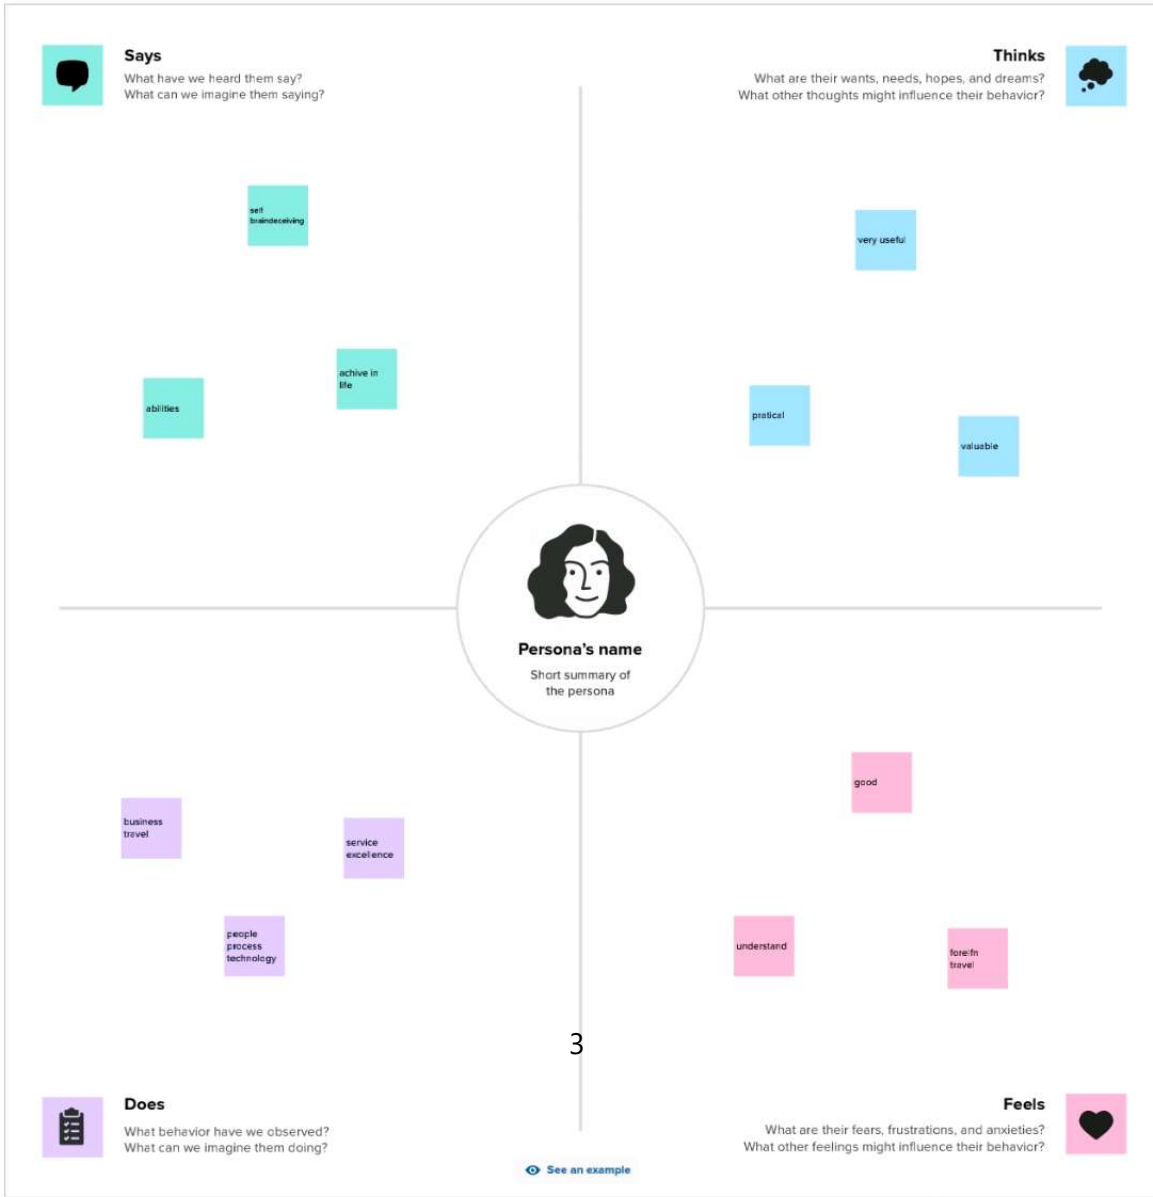 Says
What have we heard them say?
What can we imagine them saying?
Thinks
What are their wants, needs, hopes, and dreams?
What other thoughts might influence their behavior?
self
braindeceiving
achive in
life
abilities
very useful
pratical
valuable
Persona's name
Short summary of
the persona
business
travel
service
excellence
people
process
technology
good
understand
foreifn
travel
3
Does
What behavior have we observed?
What can we imagine them doing?
Feels
What are their fears, frustrations, and anxieties?
What other feelings might influence their behavior?
See an example